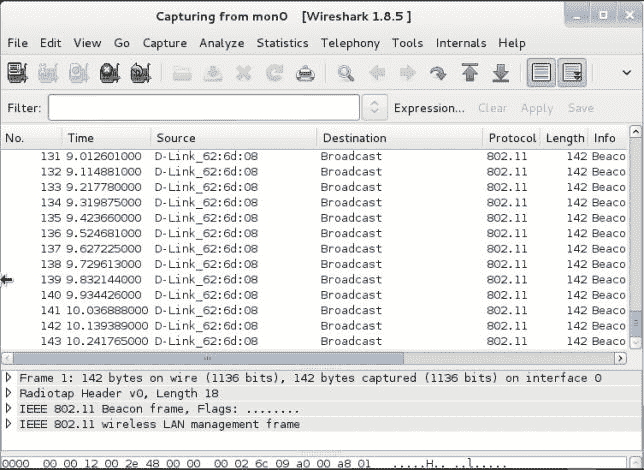 Capturing from mon0 [Wireshark 1.8.5 ]
File Edit View Go Capture Analyze Statistics Telephony Tools Internals Help
Filter: Expression... Clear Apply Save
No. Time Source Destination Protocol Length Info
131 9.012601000 D-Link_62:6d:08 Broadcast 802.11 142 Beaco
132 9.114881000 D-Link_62:6d:08 Broadcast 802.11 142 Beaco
133 9.217780000 D-Link_62:6d:08 Broadcast 802.11 142 Beaco
134 9.319875000 D-Link_62:6d:08 Broadcast 802.11 142 Beaco
135 9.423660000 D-Link_62:6d:08 Broadcast 802.11 142 Beaco
136 9.524681000 D-Link_62:6d:08 Broadcast 802.11 142 Beaco
137 9.627225000 D-Link_62:6d:08 Broadcast 802.11 142 Beaco
138 9.729613000 D-Link_62:6d:08 Broadcast 802.11 142 Beaco
139 9.832144000 D-Link_62:6d:08 Broadcast 802.11 142 Beaco
140 9.934426000 D-Link_62:6d:08 Broadcast 802.11 142 Beaco
141 10.036888000 D-Link_62:6d:08 Broadcast 802.11 142 Beaco
142 10.139389000 D-Link_62:6d:08 Broadcast 802.11 142 Beaco
143 10.241765000 D-Link_62:6d:08 Broadcast 802.11 142 Beaco
Frame 1: 142 bytes on wire (1136 bits), 142 bytes captured (1136 bits) on interface 0
Radiotap Header v0, Length 18
IEEE 802.11 Beacon frame, Flags: ........
IEEE 802.11 wireless LAN management frame
0000 00 00 12 00 2e 48 00 00 00 02 6c 09 a0 00 a8 01 .....H.. ..l.....